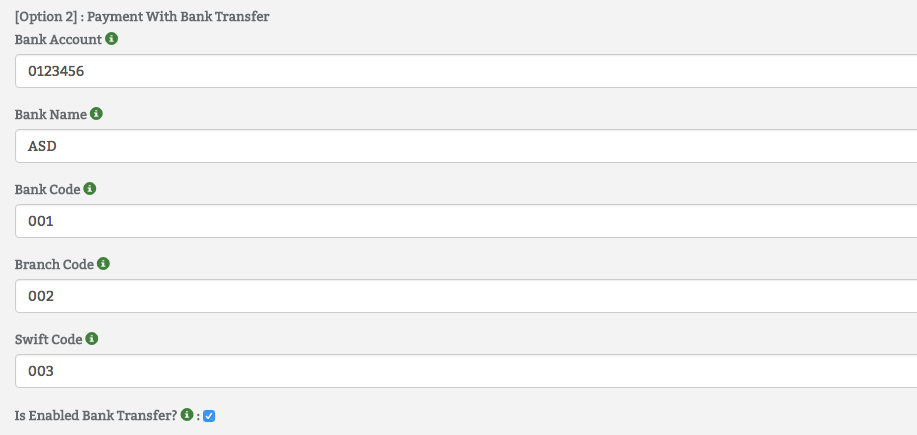 [Option 2] : Payment With Bank Transfer
Bank Account
0123456
Bank Name
ASD
Bank Code
001
Branch Code
002
Swift Code
003
Is Enabled Bank Transfer? :